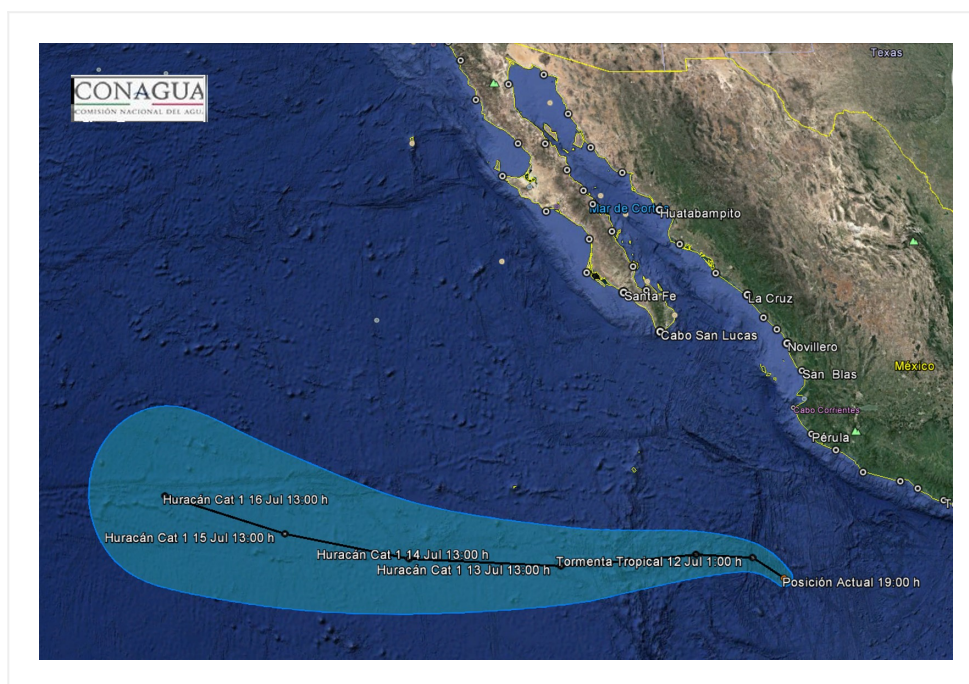 Texas
CONAGUA
COMISIÓN NACIONAL DEL AGU
Mar de Cortés
Huatabampito
Santa Fe
La Cruz
Cabo San Lucas
Novillero
México
San Blas
Cabo Corrientes
Pérula
Huracán Cat 1 16 Jul 13:00 h
Huracán Cat 1 15 Jul 13:00 h
Huracán Cat 1 14 Jul 13:00 h
Tormenta Tropical 12 Jul 1:00 h
Huracán Cat 1 13 Jul 13:00 h
Posición Actual 19:00 h